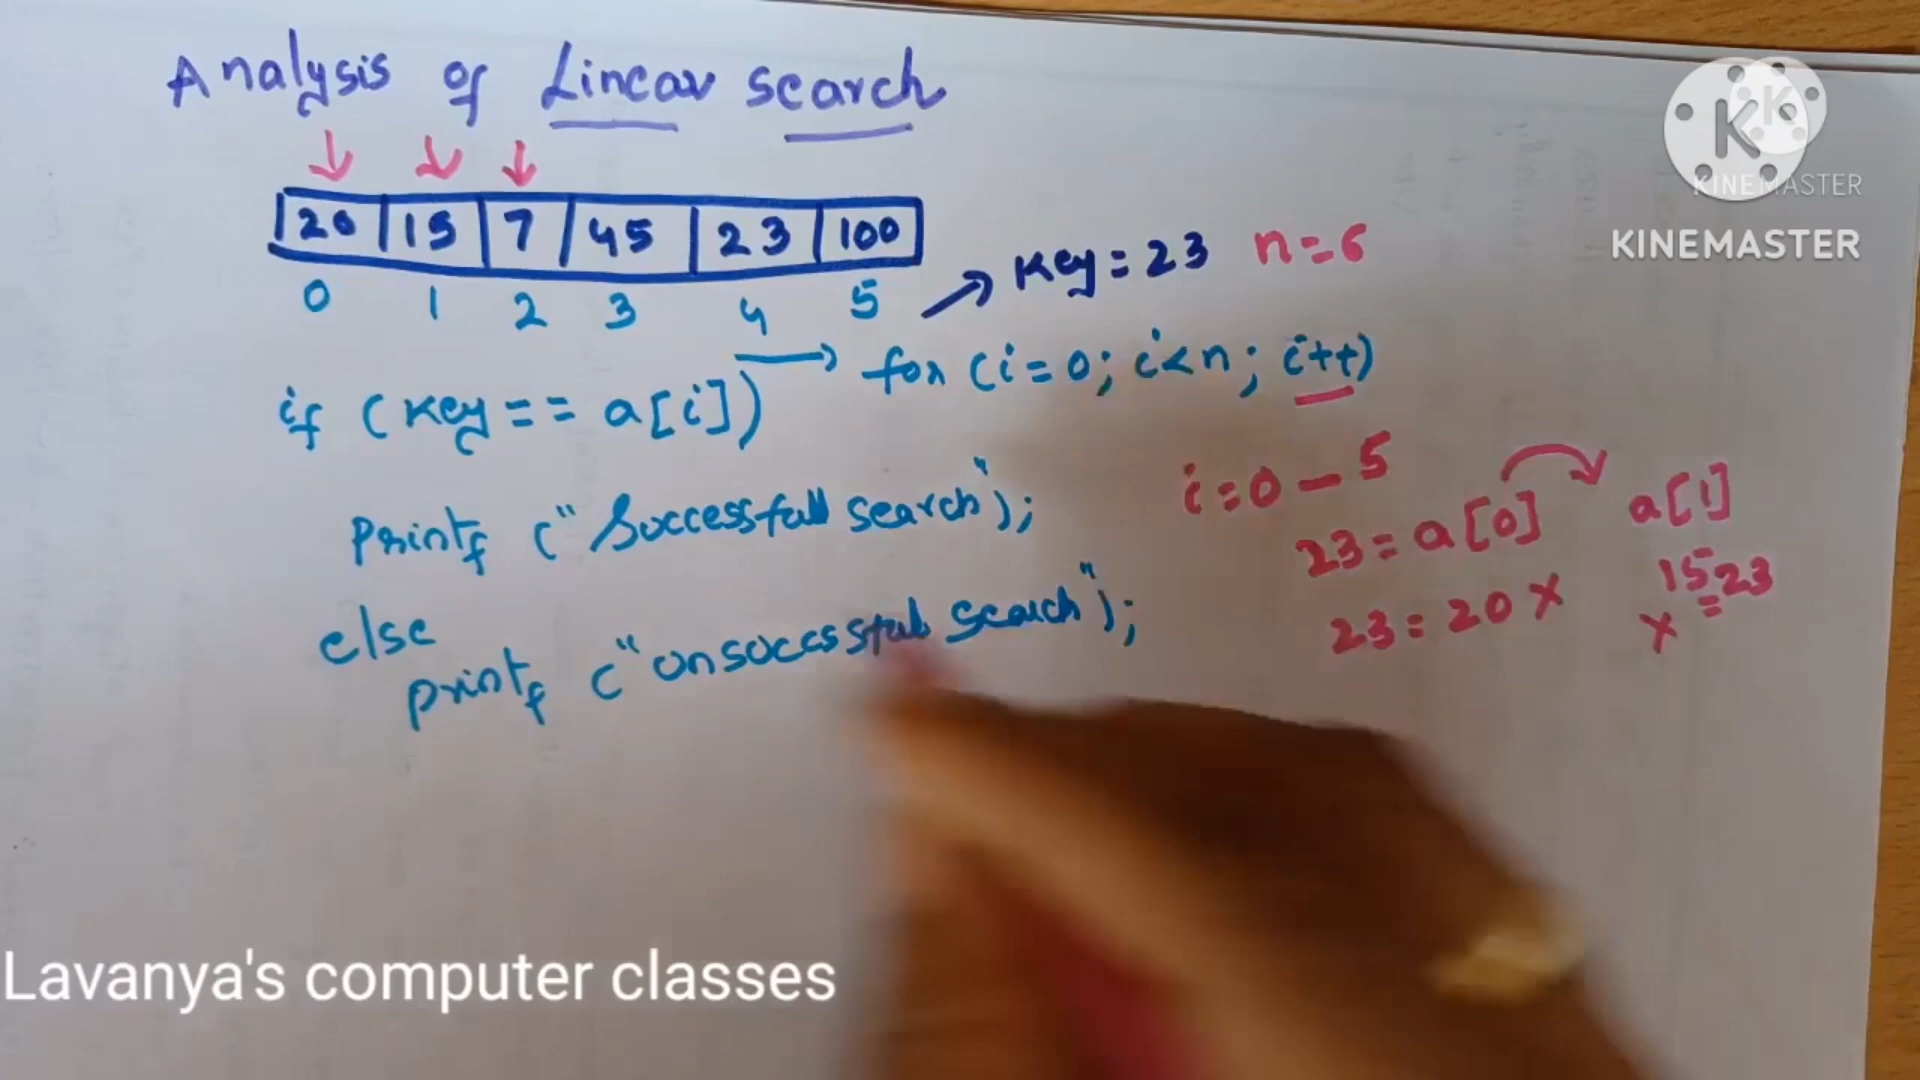 Analysis of Linear search
20 15 7 45 23 100
0 1 2 3 4 5
Key = 23 n=6
for (i=0; i<n; i++)
if (key == a[i])
i=0-5
printf ("Successfull search");
23=a[0] a[1]
15=23
else
23=20 x x
printf ("Unsuccessful search");
KINEMASTER
KINEMASTER
Lavanya's computer classes